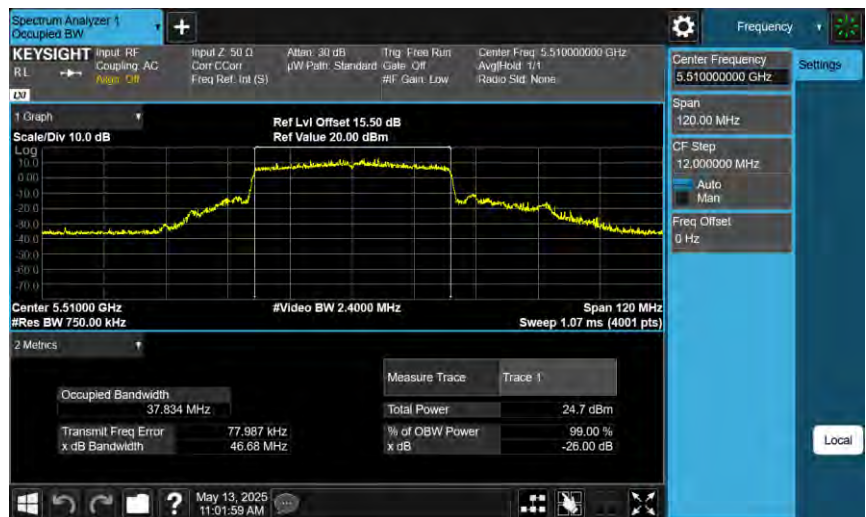 Spectrum Analyzer 1
Occupied BW
+
Frequency
KEYSIGHT
RL
LXI
Input: RF
Coupling: AC
Align: Off
Input Z: 50 Ω
Corr CCorr
Freq Ref: Int (S)
Atten: 30 dB
µW Path: Standard
Trig: Free Run
Gate: Off
#IF Gain: Low
Center Freq: 5.510000000 GHz
Avg|Hold: 1/1
Radio Std: None
Center Frequency
5.510000000 GHz
Settings
Span
120.00 MHz
CF Step
12.000000 MHz
Auto
Man
Freq Offset
0 Hz
Local
1 Graph
Scale/Div 10.0 dB
Ref Lvl Offset 15.50 dB
Ref Value 20.00 dBm
Log
10.0
0.00
-10.0
-20.0
-30.0
-40.0
-50.0
-60.0
-70.0
Center 5.51000 GHz
#Res BW 750.00 kHz
#Video BW 2.4000 MHz
Span 120 MHz
Sweep 1.07 ms (4001 pts)
2 Metrics
Measure Trace Trace 1
Occupied Bandwidth
37.834 MHz
Total Power 24.7 dBm
Transmit Freq Error 77.987 kHz
% of OBW Power 99.00 %
x dB Bandwidth 46.68 MHz
x dB -26.00 dB
?
May 13, 2025
11:01:59 AM